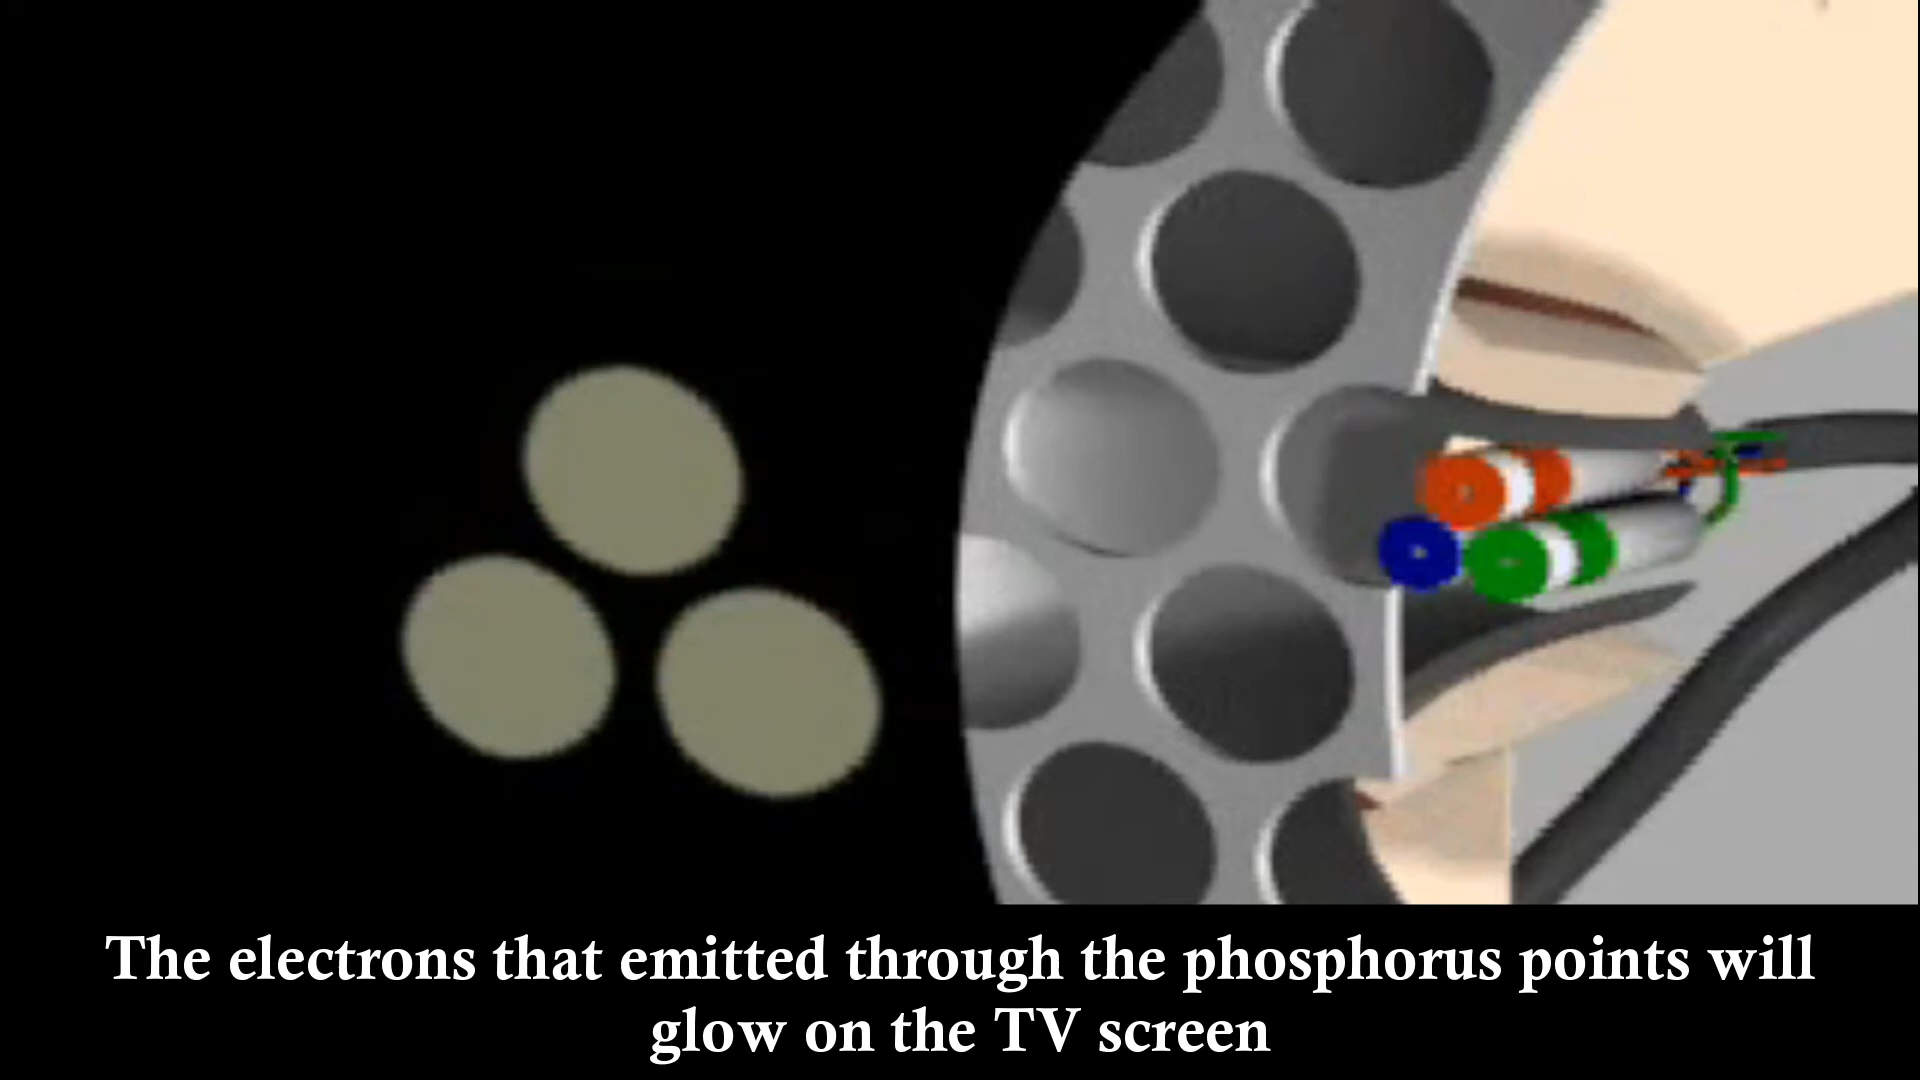 The electrons that emitted through the phosphorus points will
glow on the TV screen